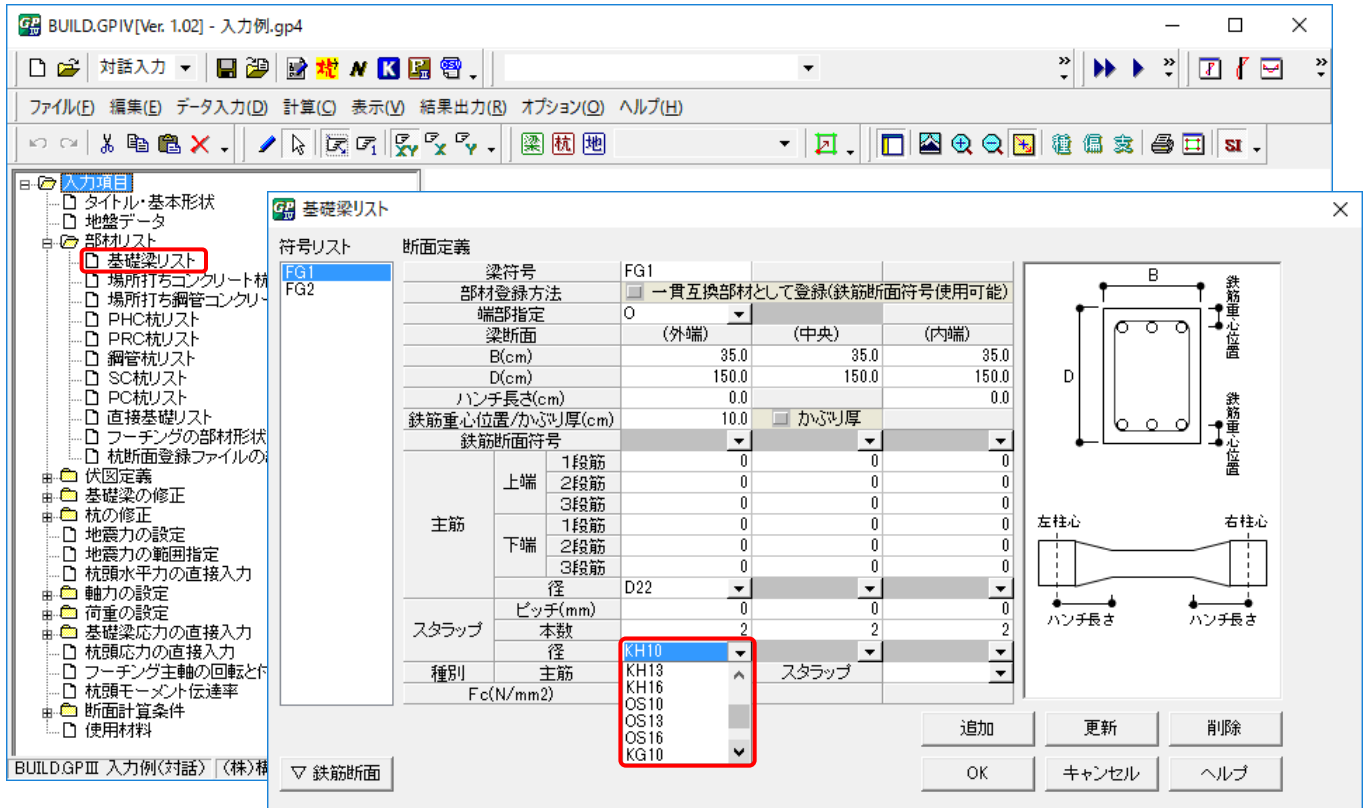 BUILD.GPIV[Ver. 1.02] - 入力例.gp4
対話入力
ファイル(F) 編集(E) データ入力(D) 計算(C) 表示(V) 結果出力(R) オプション(O) ヘルプ(H)
梁 杭 地 SI
入力項目
タイトル・基本形状
地盤データ
部材リスト
基礎梁リスト
場所打ちコンクリート杭
場所打ち鋼管コンクリー
PHC杭リスト
PRC杭リスト
鋼管杭リスト
SC杭リスト
PC杭リスト
直接基礎リスト
フーチングの部材形状
杭断面登録ファイルの
伏図定義
基礎梁の修正
杭の修正
地震力の設定
地震力の範囲指定
杭頭水平力の直接入力
軸力の設定
荷重の設定
基礎梁応力の直接入力
杭頭応力の直接入力
フーチング主軸の回転と付
杭頭モーメント伝達率
断面計算条件
使用材料
BUILD.GPⅢ 入力例(対話) (株)構
基礎梁リスト
符号リスト
FG1
FG2
断面定義
梁符号 FG1
部材登録方法 一貫互換部材として登録(鉄筋断面符号使用可能)
端部指定 O
梁断面 (外端) (中央) (内端)
B(cm) 35.0 35.0 35.0
D(cm) 150.0 150.0 150.0
ハンチ長さ(cm) 0.0 0.0
鉄筋重心位置/かぶり厚(cm) 10.0 かぶり厚
鉄筋断面符号
主筋 上端 1段筋 0 0 0
2段筋 0 0 0
3段筋 0 0 0
下端 1段筋 0 0 0
2段筋 0 0 0
3段筋 0 0 0
径 D22
スタラップ ピッチ(mm) 0 0 0
本数 2 2 2
径 KH10
種別 主筋 スタラップ
Fc(N/mm2)
KH13
KH16
OS10
OS13
OS16
KG10
B
D
鉄筋重心位置
鉄筋重心位置
左柱心 右柱心
ハンチ長さ ハンチ長さ
追加 更新 削除
▽ 鉄筋断面 OK キャンセル ヘルプ